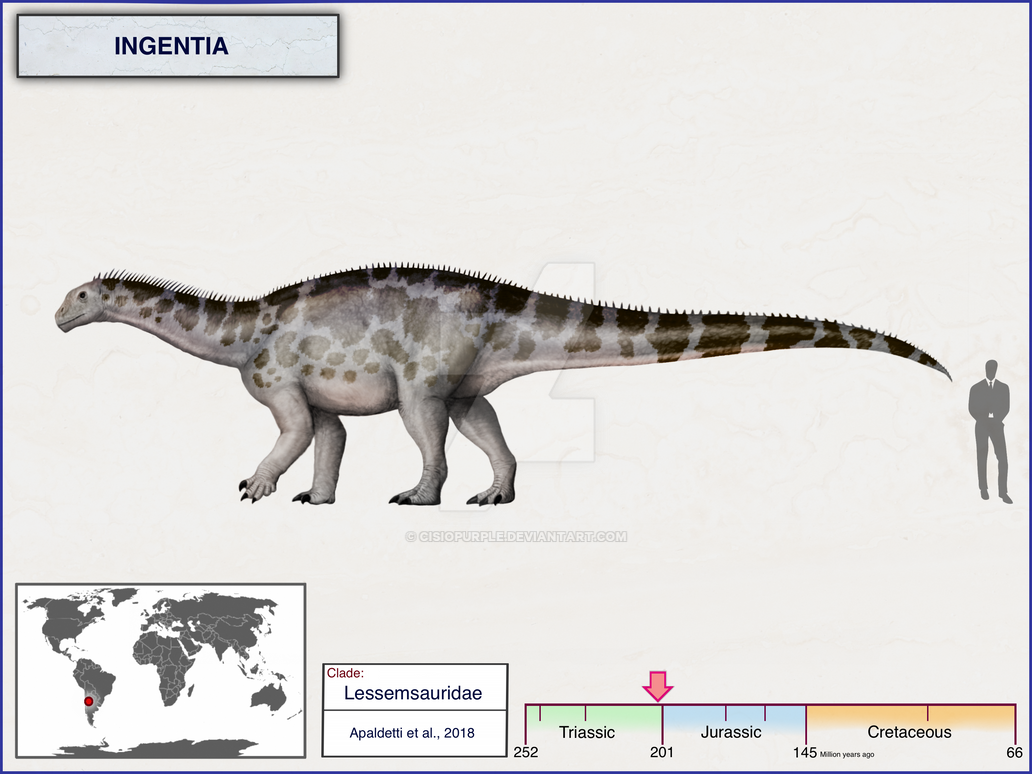 INGENTIA
© CISIOPURPLE.DEVIANTART.COM
Clade:
Lessemsauridae
Apaldetti et al., 2018
Triassic
Jurassic
Cretaceous
252
201
145 Million years ago
66